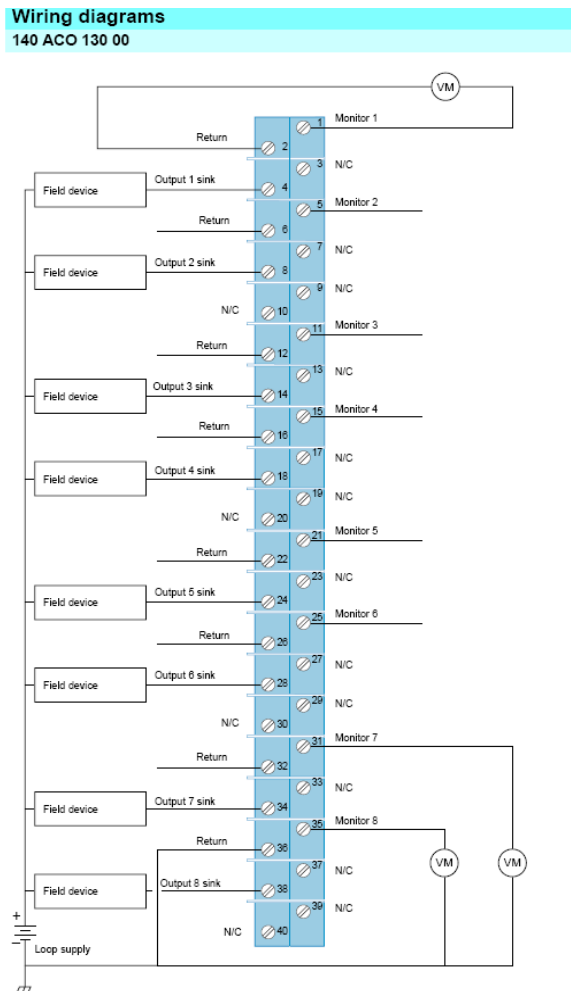 Wiring diagrams
140 ACO 130 00
VM
1 Monitor 1
Return 2
3 N/C
Field device Output 1 sink 4
5 Monitor 2
Return 6
7 N/C
Field device Output 2 sink 8
9 N/C
N/C 10
11 Monitor 3
Return 12
13 N/C
Field device Output 3 sink 14
15 Monitor 4
Return 16
17 N/C
Field device Output 4 sink 18
19 N/C
N/C 20
21 Monitor 5
Return 22
23 N/C
Field device Output 5 sink 24
25 Monitor 6
Return 26
27 N/C
Field device Output 6 sink 28
29 N/C
N/C 30
31 Monitor 7
Return 32
33 N/C
Field device Output 7 sink 34
35 Monitor 8
Return 36
VM VM
37 N/C
Field device Output 8 sink 38
39 N/C
+
N/C 40
−
Loop supply